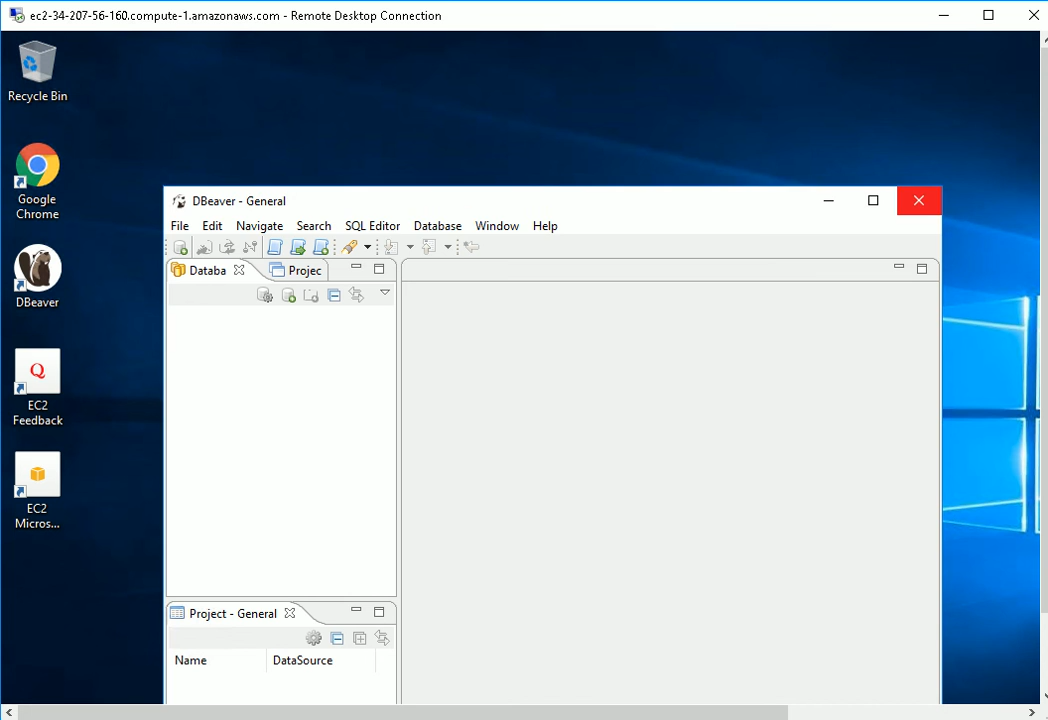 ec2-34-207-56-160.compute-1.amazonaws.com - Remote Desktop Connection
Recycle Bin
Google
Chrome
DBeaver
Q
EC2
Feedback
EC2
Micros...
DBeaver - General
File Edit Navigate Search SQL Editor Database Window Help
Databa Projec
Project - General
Name DataSource